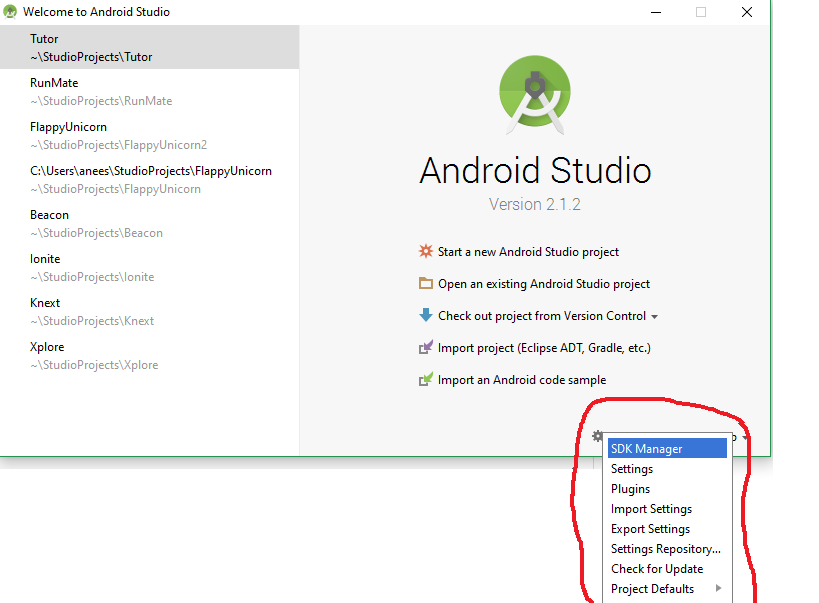 Welcome to Android Studio
Tutor
~\StudioProjects\Tutor
RunMate
~\StudioProjects\RunMate
FlappyUnicorn
~\StudioProjects\FlappyUnicorn2
C:\Users\anees\StudioProjects\FlappyUnicorn
~\StudioProjects\FlappyUnicorn
Beacon
~\StudioProjects\Beacon
Ionite
~\StudioProjects\Ionite
Knext
~\StudioProjects\Knext
Xplore
~\StudioProjects\Xplore
Android Studio
Version 2.1.2
Start a new Android Studio project
Open an existing Android Studio project
Check out project from Version Control
Import project (Eclipse ADT, Gradle, etc.)
Import an Android code sample
SDK Manager
Settings
Plugins
Import Settings
Export Settings
Settings Repository...
Check for Update
Project Defaults